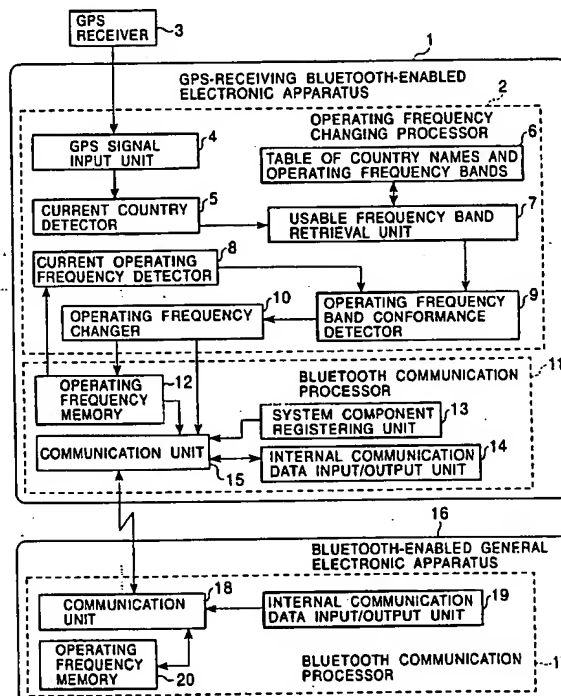 GPS
RECEIVER
3
1
GPS-RECEIVING BLUETOOTH-ENABLED
ELECTRONIC APPARATUS
2
OPERATING FREQUENCY
CHANGING PROCESSOR
4
GPS SIGNAL
INPUT UNIT
6
TABLE OF COUNTRY NAMES AND
OPERATING FREQUENCY BANDS
5
CURRENT COUNTRY
DETECTOR
7
USABLE FREQUENCY BAND
RETRIEVAL UNIT
8
CURRENT OPERATING
FREQUENCY DETECTOR
10
OPERATING FREQUENCY
CHANGER
9
OPERATING FREQUENCY
BAND CONFORMANCE
DETECTOR
11
BLUETOOTH COMMUNICATION
PROCESSOR
12
OPERATING
FREQUENCY
MEMORY
13
SYSTEM COMPONENT
REGISTERING UNIT
14
COMMUNICATION UNIT
15
INTERNAL COMMUNICATION
DATA INPUT/OUTPUT UNIT
16
BLUETOOTH-ENABLED GENERAL
ELECTRONIC APPARATUS
18
COMMUNICATION
UNIT
19
INTERNAL COMMUNICATION
DATA INPUT/OUTPUT UNIT
OPERATING
FREQUENCY
MEMORY
20
BLUETOOTH COMMUNICATION
PROCESSOR